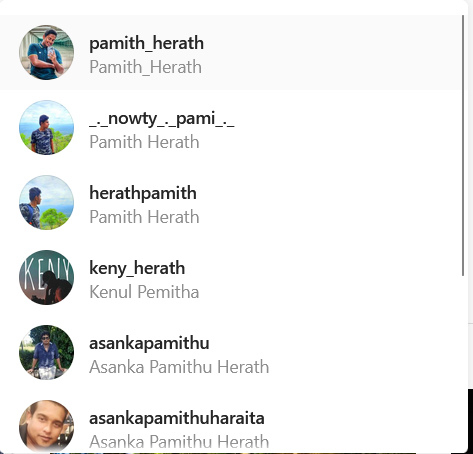 pamith_herath
Pamith_Herath
_._nowty_._pami_._
Pamith Herath
herathpamith
Pamith Herath
KENY
keny_herath
Kenul Pemitha
asankapamithu
Asanka Pamithu Herath
asankapamithuharaita
Asanka Pamithu Herath